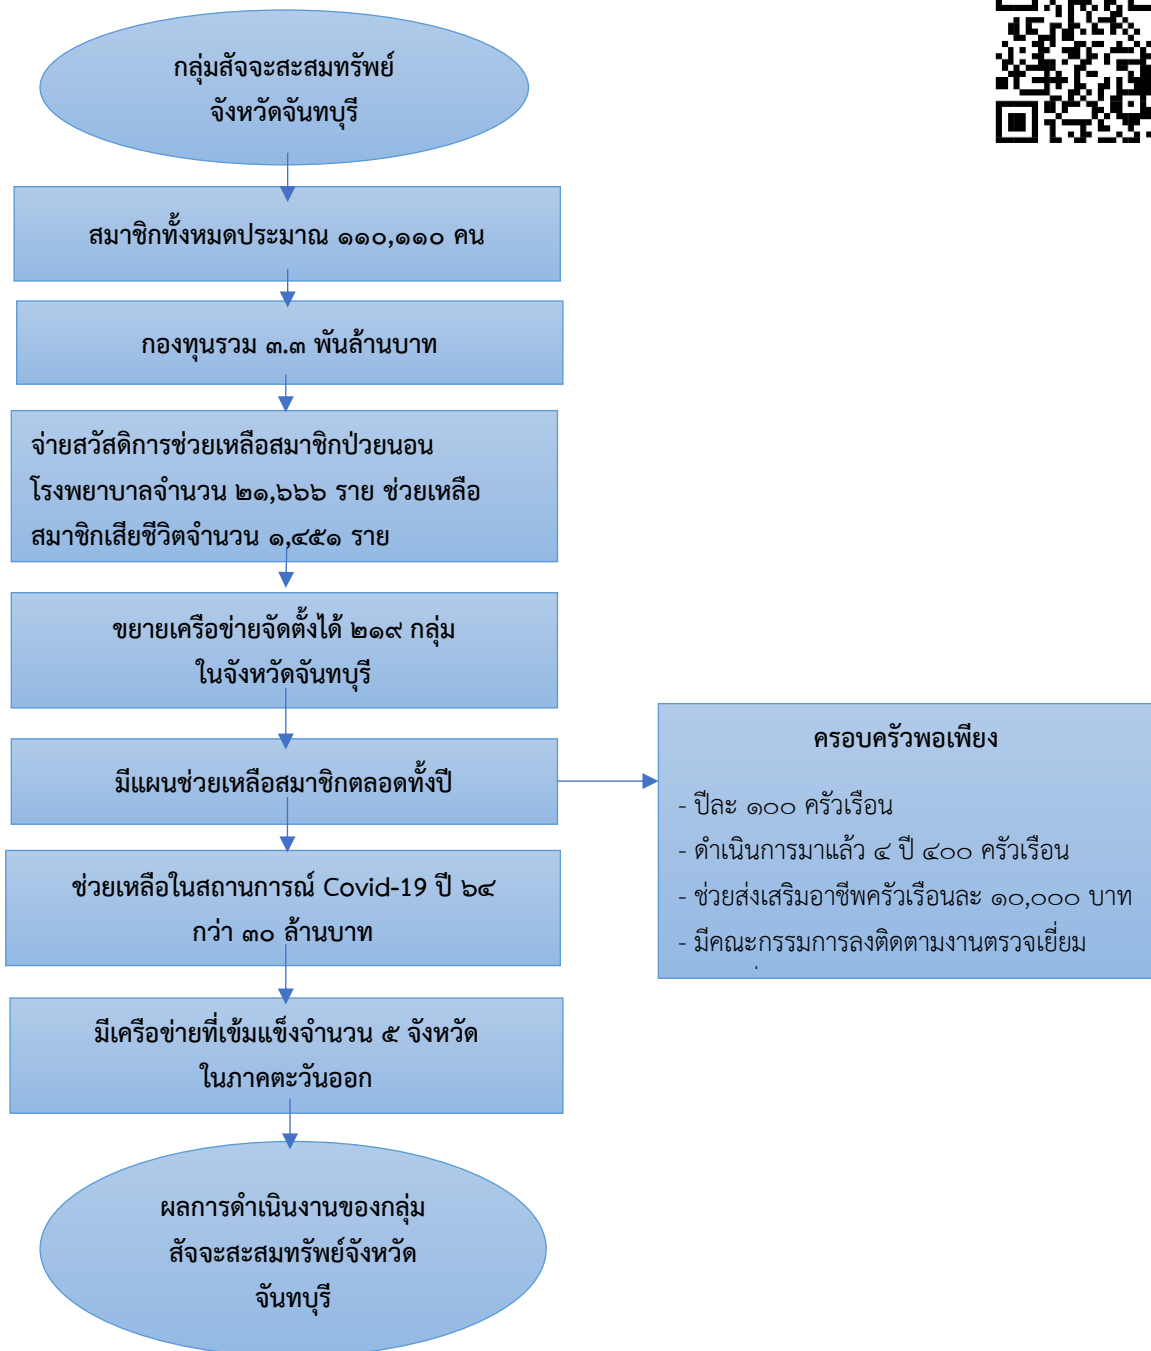 กลุ่มสัจจะสะสมทรัพย์
จังหวัดจันทบุรี
สมาชิกทั้งหมดประมาณ ๑๑๐,๑๑๐ คน
กองทุนรวม ๓.๓ พันล้านบาท
จ่ายสวัสดิการช่วยเหลือสมาชิกป่วยนอน
โรงพยาบาลจำนวน ๒๑,๖๖๖ ราย ช่วยเหลือ
สมาชิกเสียชีวิตจำนวน ๑,๔๕๑ ราย
ขยายเครือข่ายจัดตั้งได้ ๒๑๙ กลุ่ม
ในจังหวัดจันทบุรี
มีแผนช่วยเหลือสมาชิกตลอดทั้งปี
ครอบครัวพอเพียง
- ปีละ ๑๐๐ ครัวเรือน
- ดำเนินการมาแล้ว ๔ ปี ๔๐๐ ครัวเรือน
- ช่วยส่งเสริมอาชีพครัวเรือนละ ๑๐,๐๐๐ บาท
- มีคณะกรรมการลงติดตามงานตรวจเยี่ยม
ช่วยเหลือในสถานการณ์ Covid-19 ปี ๖๔
กว่า ๓๐ ล้านบาท
มีเครือข่ายที่เข้มแข็งจำนวน ๕ จังหวัด
ในภาคตะวันออก
ผลการดำเนินงานของกลุ่ม
สัจจะสะสมทรัพย์จังหวัด
จันทบุรี